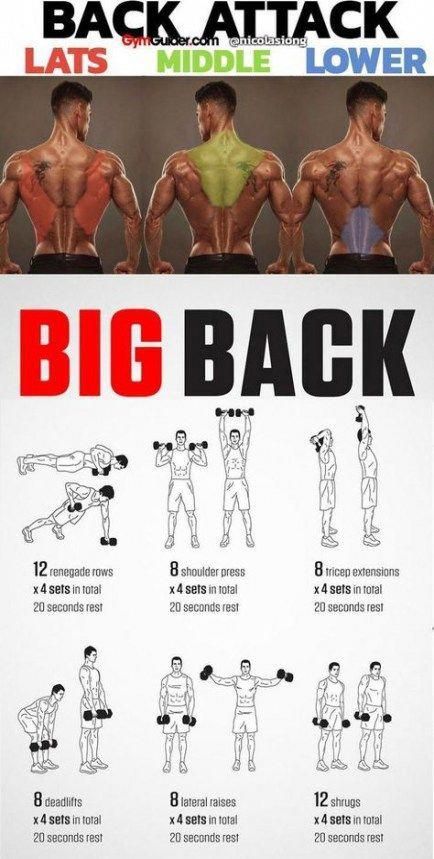 BACK ATTACK
GymGuider.com @nicolasiong
LATS MIDDLE LOWER
BIG BACK
12 renegade rows
x 4 sets in total
20 seconds rest
8 shoulder press
x 4 sets in total
20 seconds rest
8 tricep extensions
x 4 sets in total
20 seconds rest
8 deadlifts
x 4 sets in total
20 seconds rest
8 lateral raises
x 4 sets in total
20 seconds rest
12 shrugs
x 4 sets in total
20 seconds rest